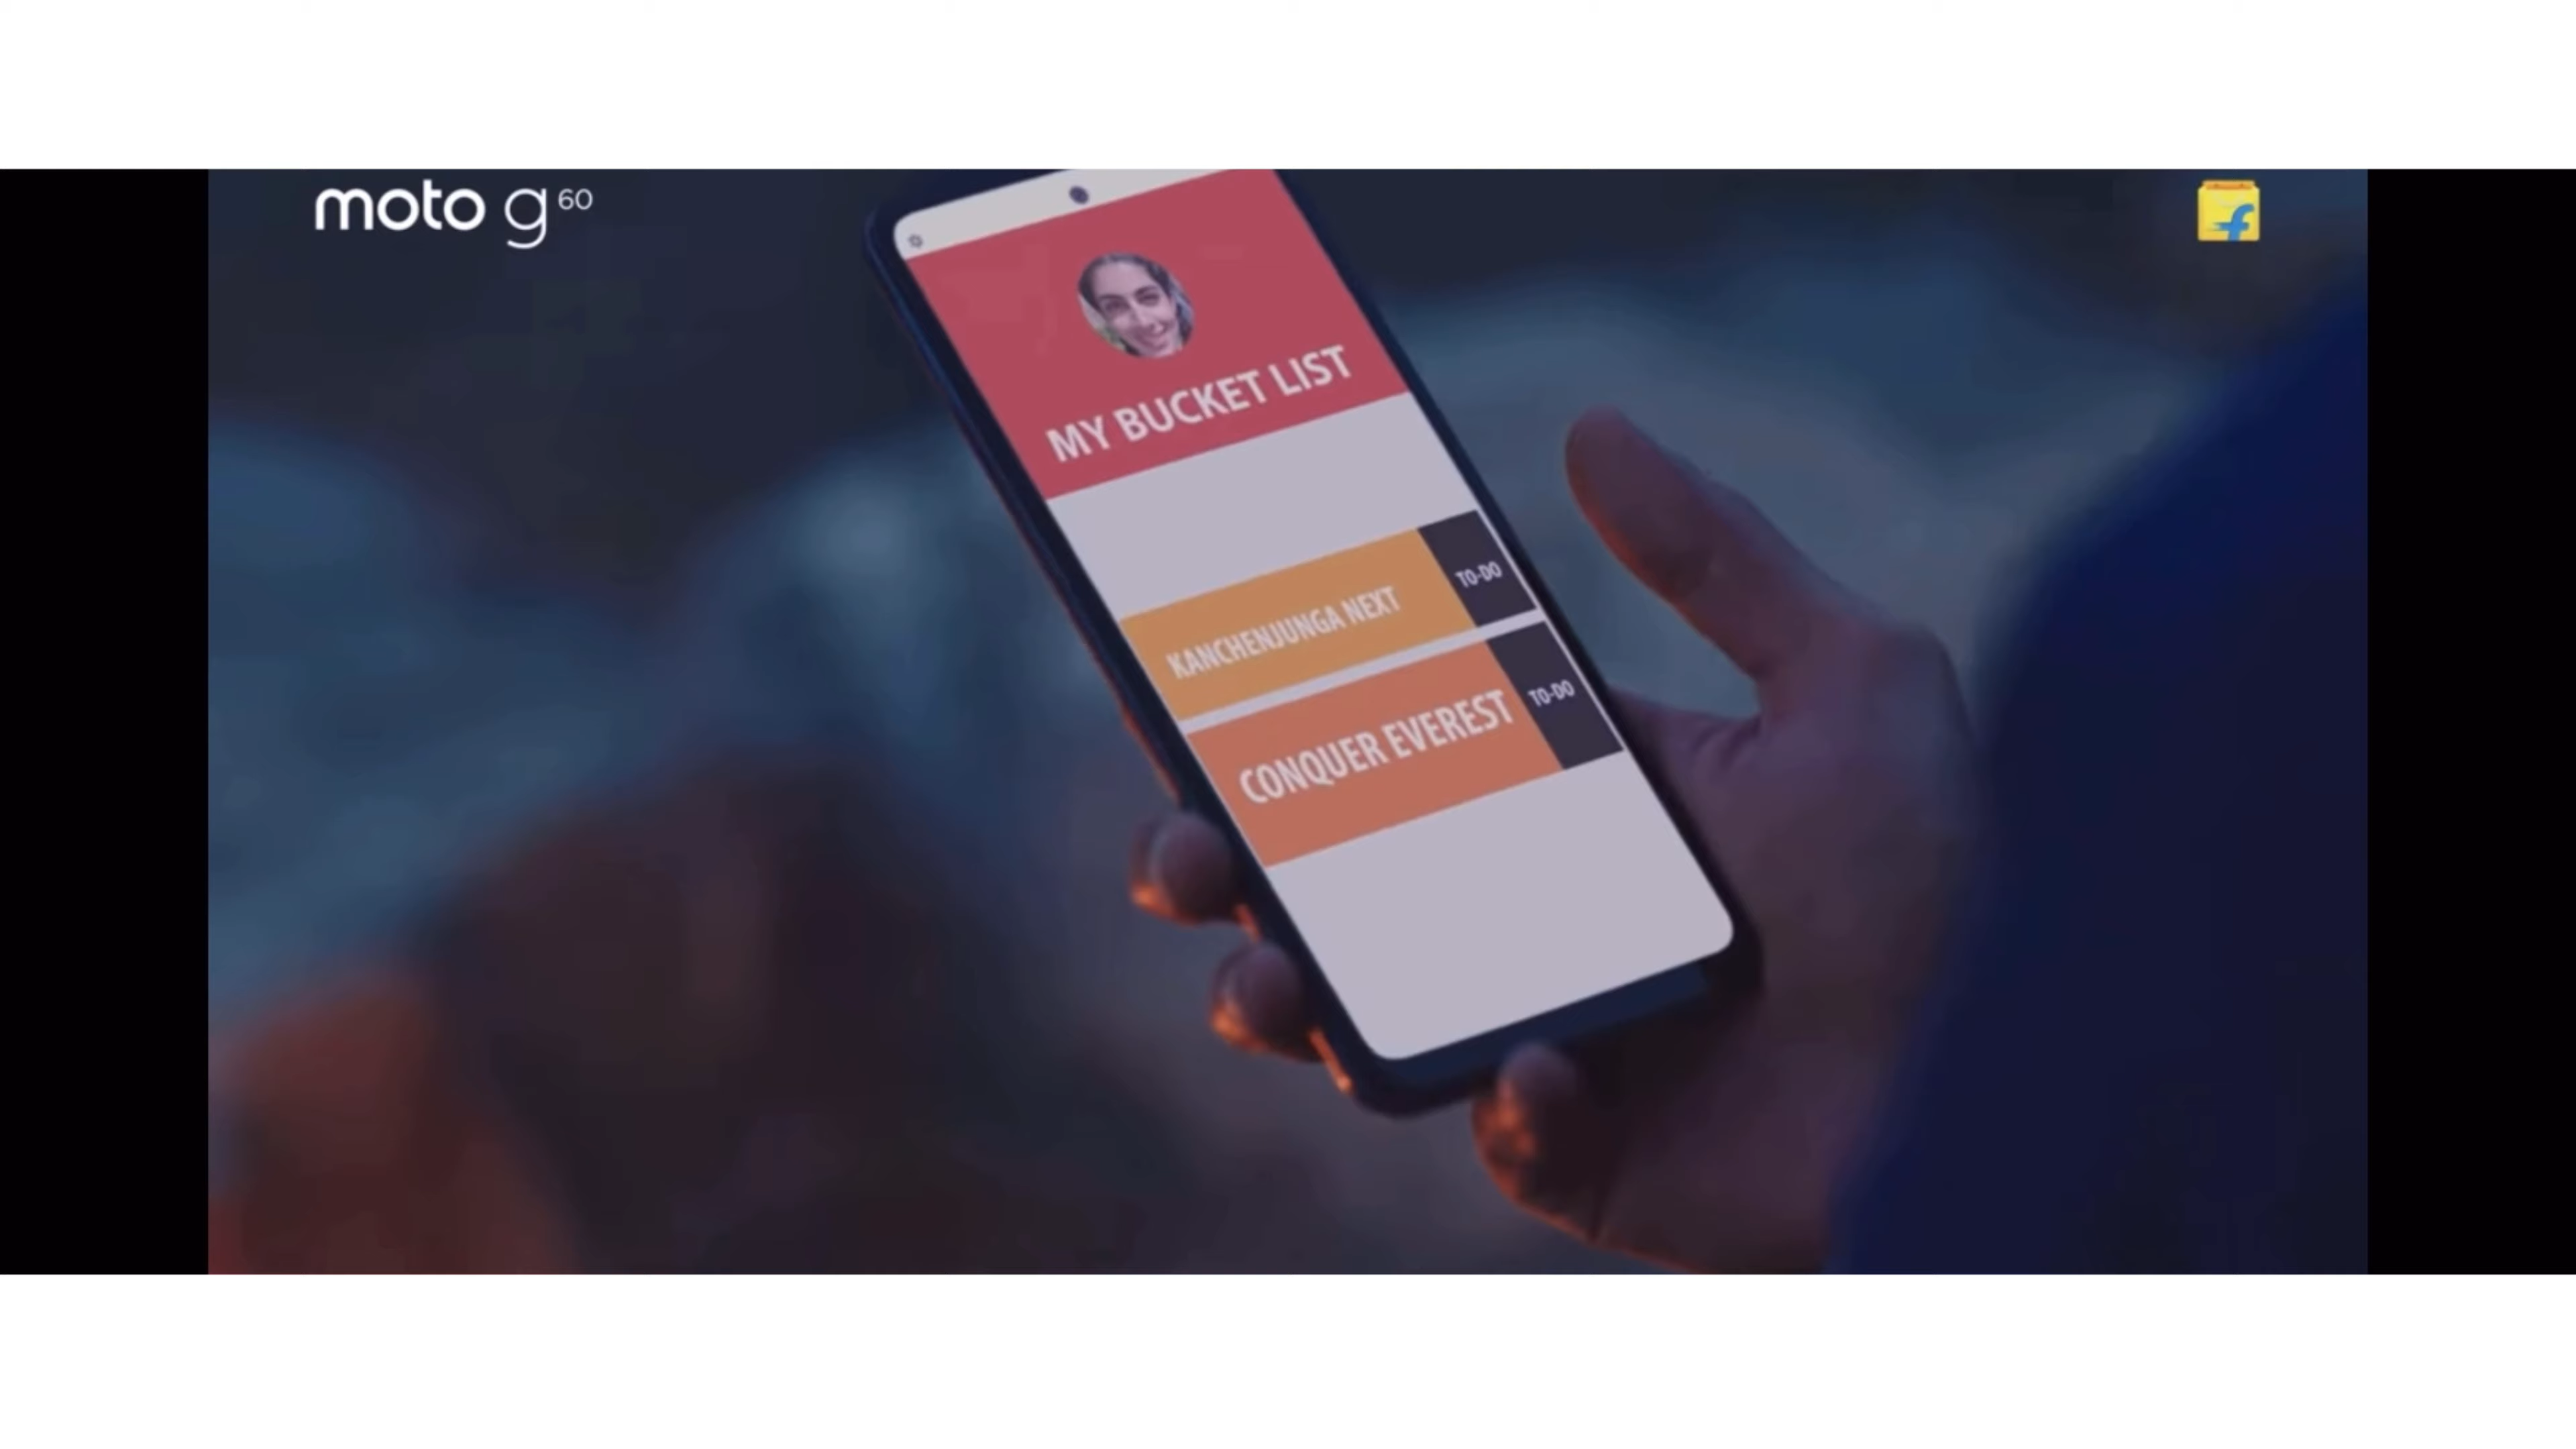 moto g60
MY BUCKET LIST
KANCHENJUNGA NEXT
TO-DO
CONQUER EVEREST
TO-DO